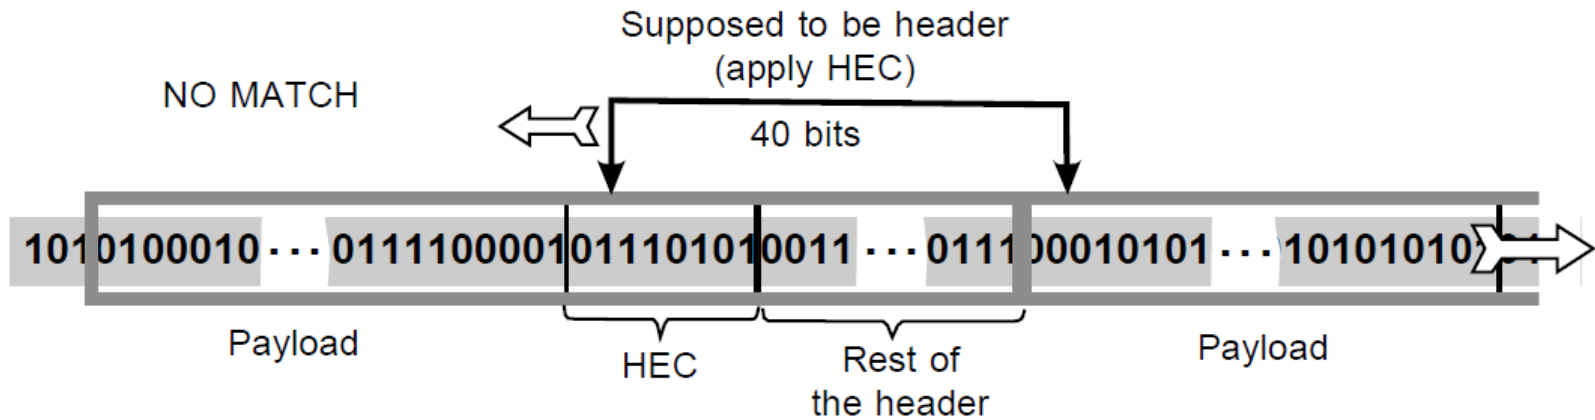 Supposed to be header
(apply HEC)
NO MATCH
40 bits
1010100010 ··· 0111100001011101010011 ··· 011100010101 ··· 10101010101
Payload
HEC
Rest of
the header
Payload